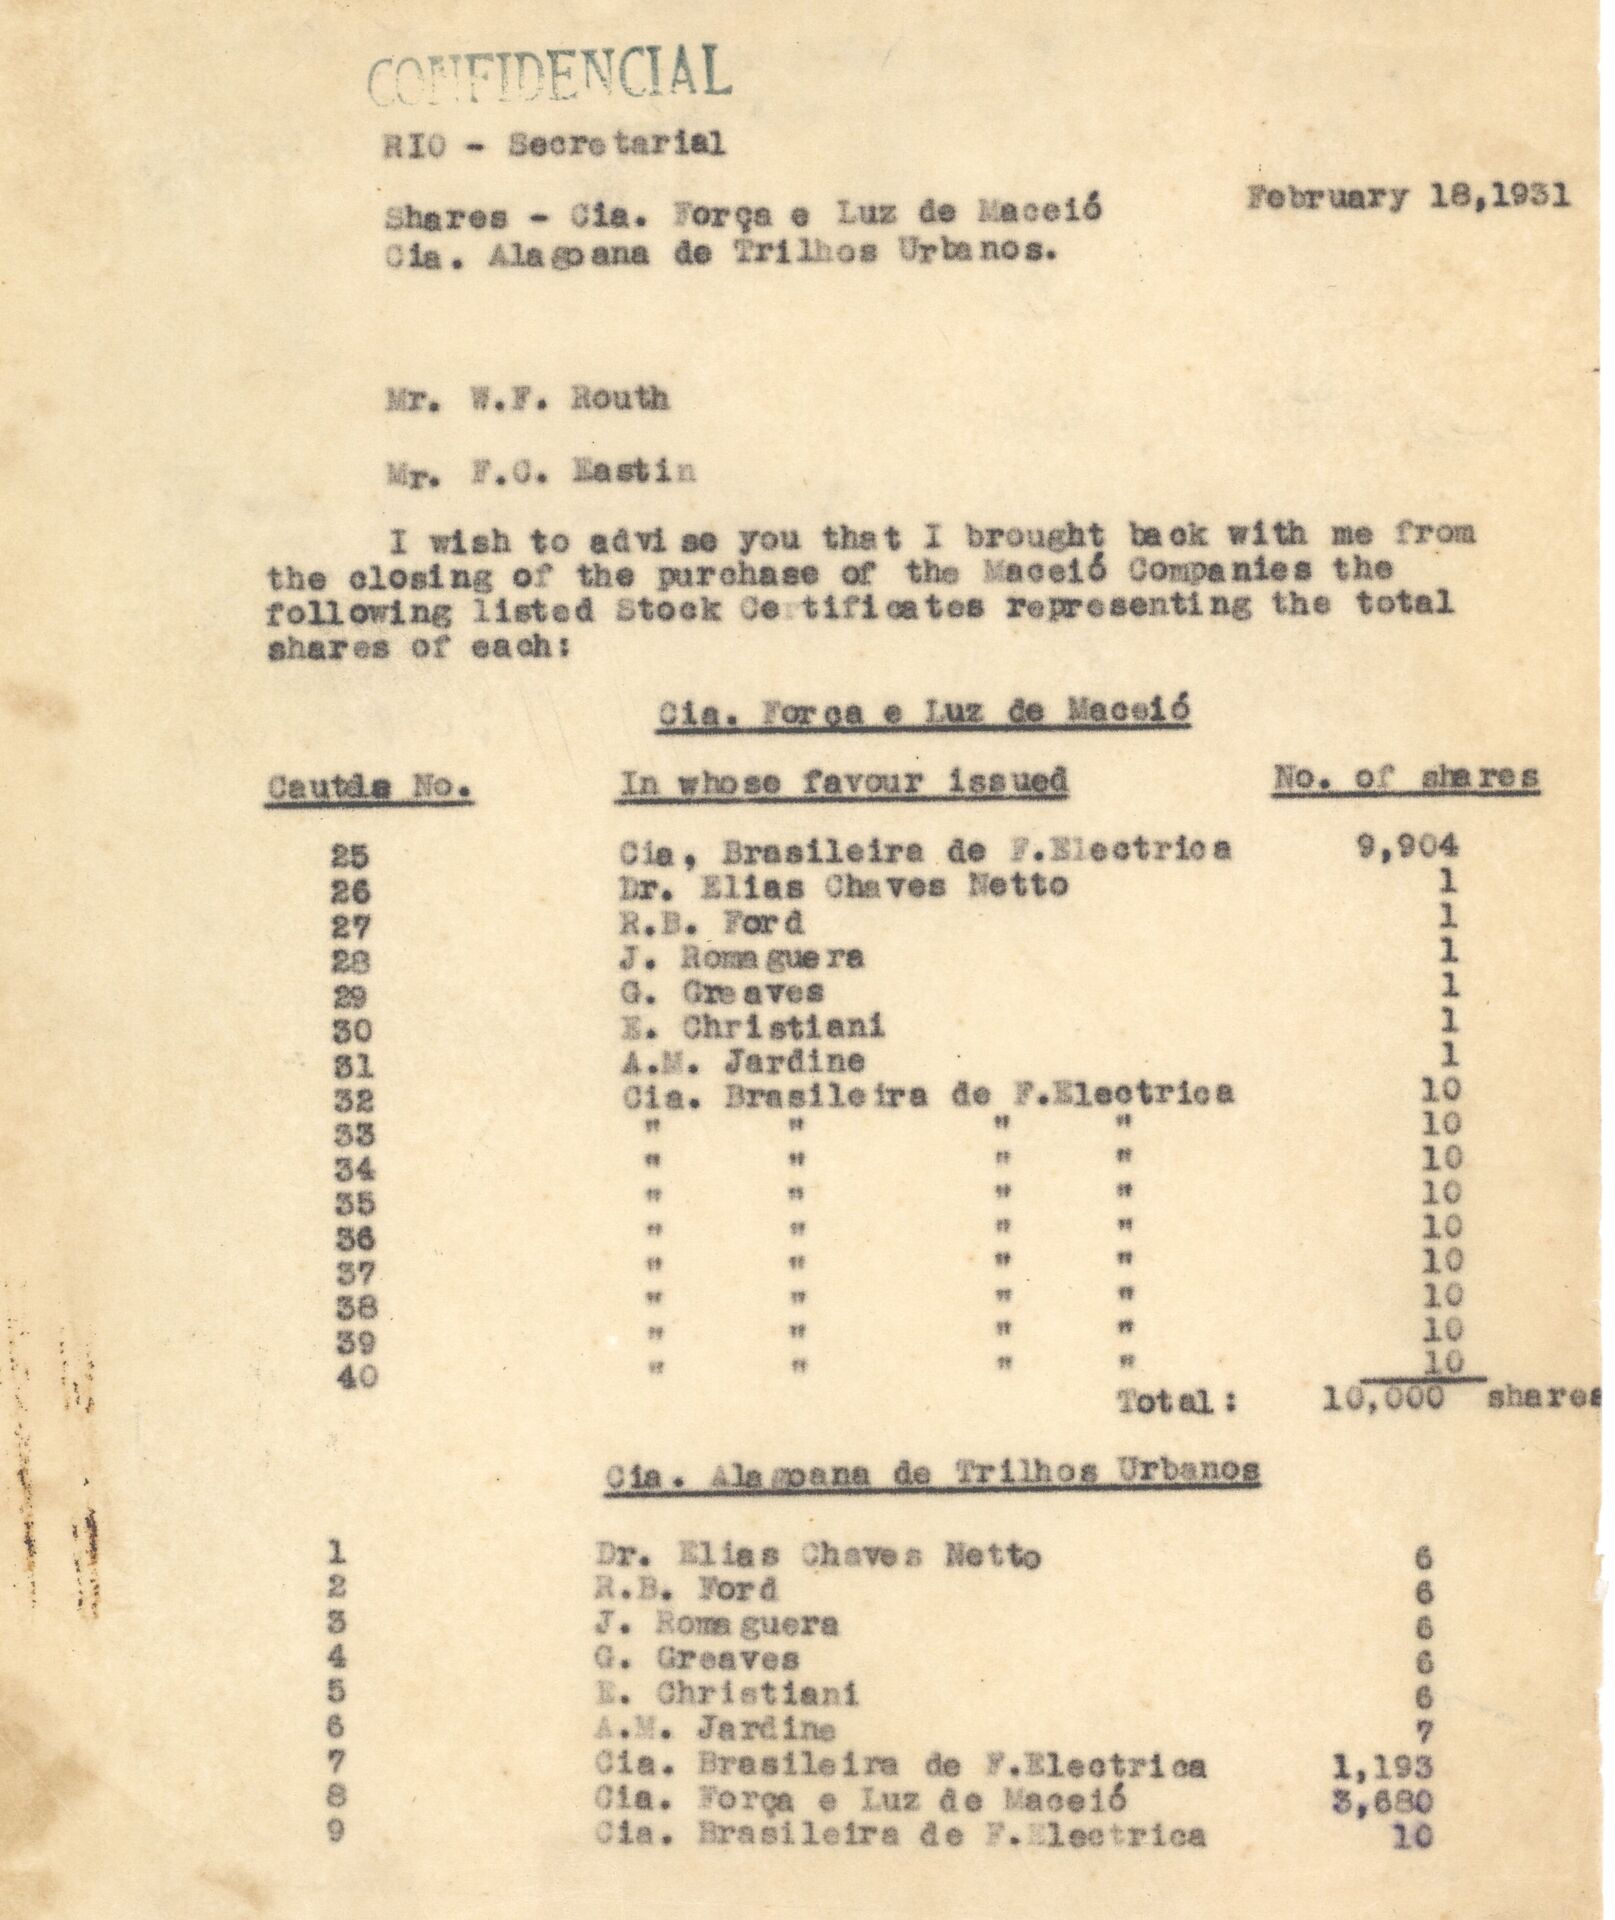 CONFIDENCIAL
RIO - Secretarial
February 18,1931
Shares - Cia. Força e Luz de Maceió
Cia. Alagoana de Trilhos Urbanos.
Mr. W.F. Routh
Mr. F.C. Eastin
I wish to advise you that I brought back with me from
the closing of the purchase of the Maceió Companies the
following listed Stock Certificates representing the total
shares of each:
Cia. Força e Luz de Maceió
Cautela No. In whose favour issued No. of shares
25 Cia, Brasileira de F.Electrica 9,904
26 Dr. Elias Chaves Netto 1
27 R.B. Ford 1
28 J. Romaguera 1
29 G. Greaves 1
30 E. Christiani 1
31 A.M. Jardine 1
32 Cia. Brasileira de F.Electrica 10
33 " " " " 10
34 " " " " 10
35 " " " " 10
36 " " " " 10
37 " " " " 10
38 " " " " 10
39 " " " " 10
40 " " " " 10
Total: 10,000 shares
Cia. Alagoana de Trilhos Urbanos
1 Dr. Elias Chaves Netto 6
2 R.B. Ford 6
3 J. Romaguera 6
4 G. Greaves 6
5 E. Christiani 6
6 A.M. Jardine 7
7 Cia. Brasileira de F.Electrica 1,193
8 Cia. Força e Luz de Maceió 3,680
9 Cia. Brasileira de F.Electrica 10